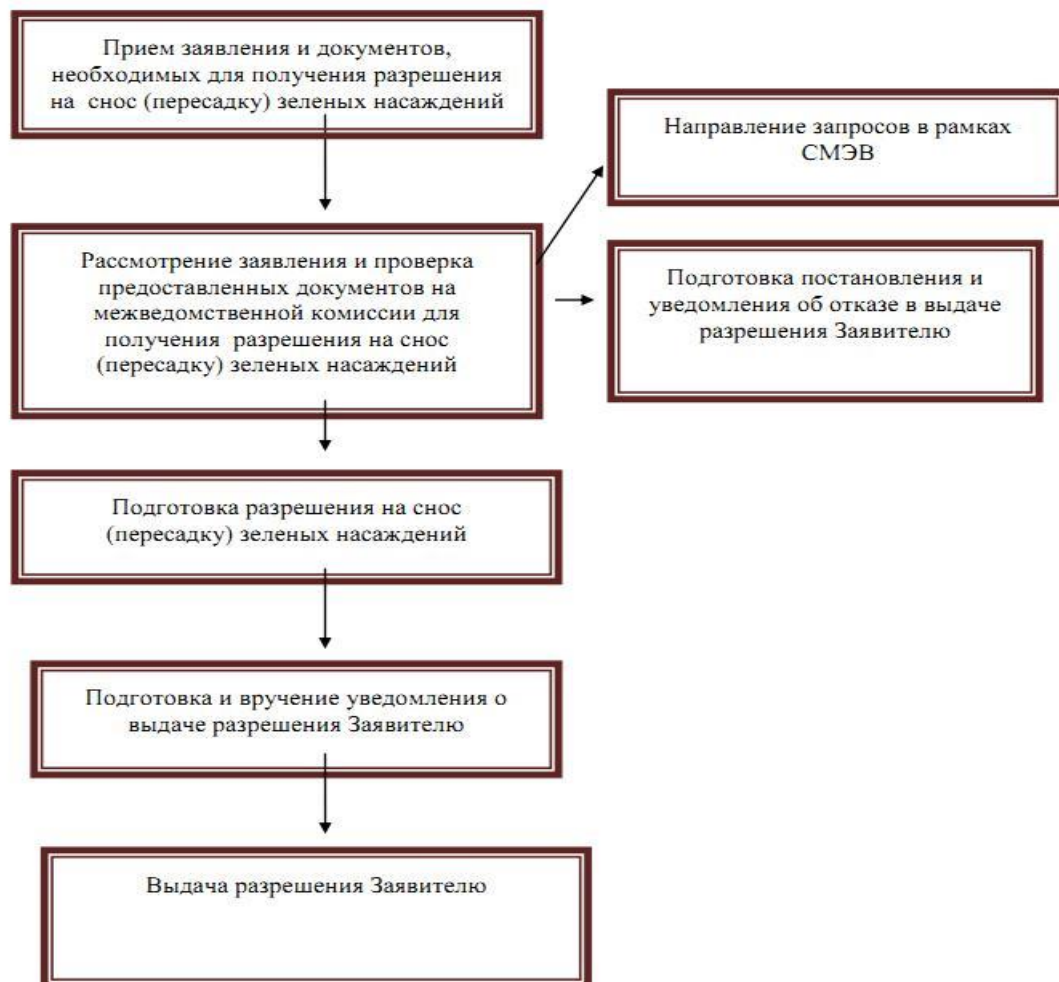 Прием заявления и документов,
необходимых для получения разрешения
на снос (пересадку) зеленых насаждений
Направление запросов в рамках
СМЭВ
Рассмотрение заявления и проверка
предоставленных документов на
межведомственной комиссии для
получения разрешения на снос
(пересадку) зеленых насаждений
Подготовка постановления и
уведомления об отказе в выдаче
разрешения Заявителю
Подготовка разрешения на снос
(пересадку) зеленых насаждений
Подготовка и вручение уведомления о
выдаче разрешения Заявителю
Выдача разрешения Заявителю